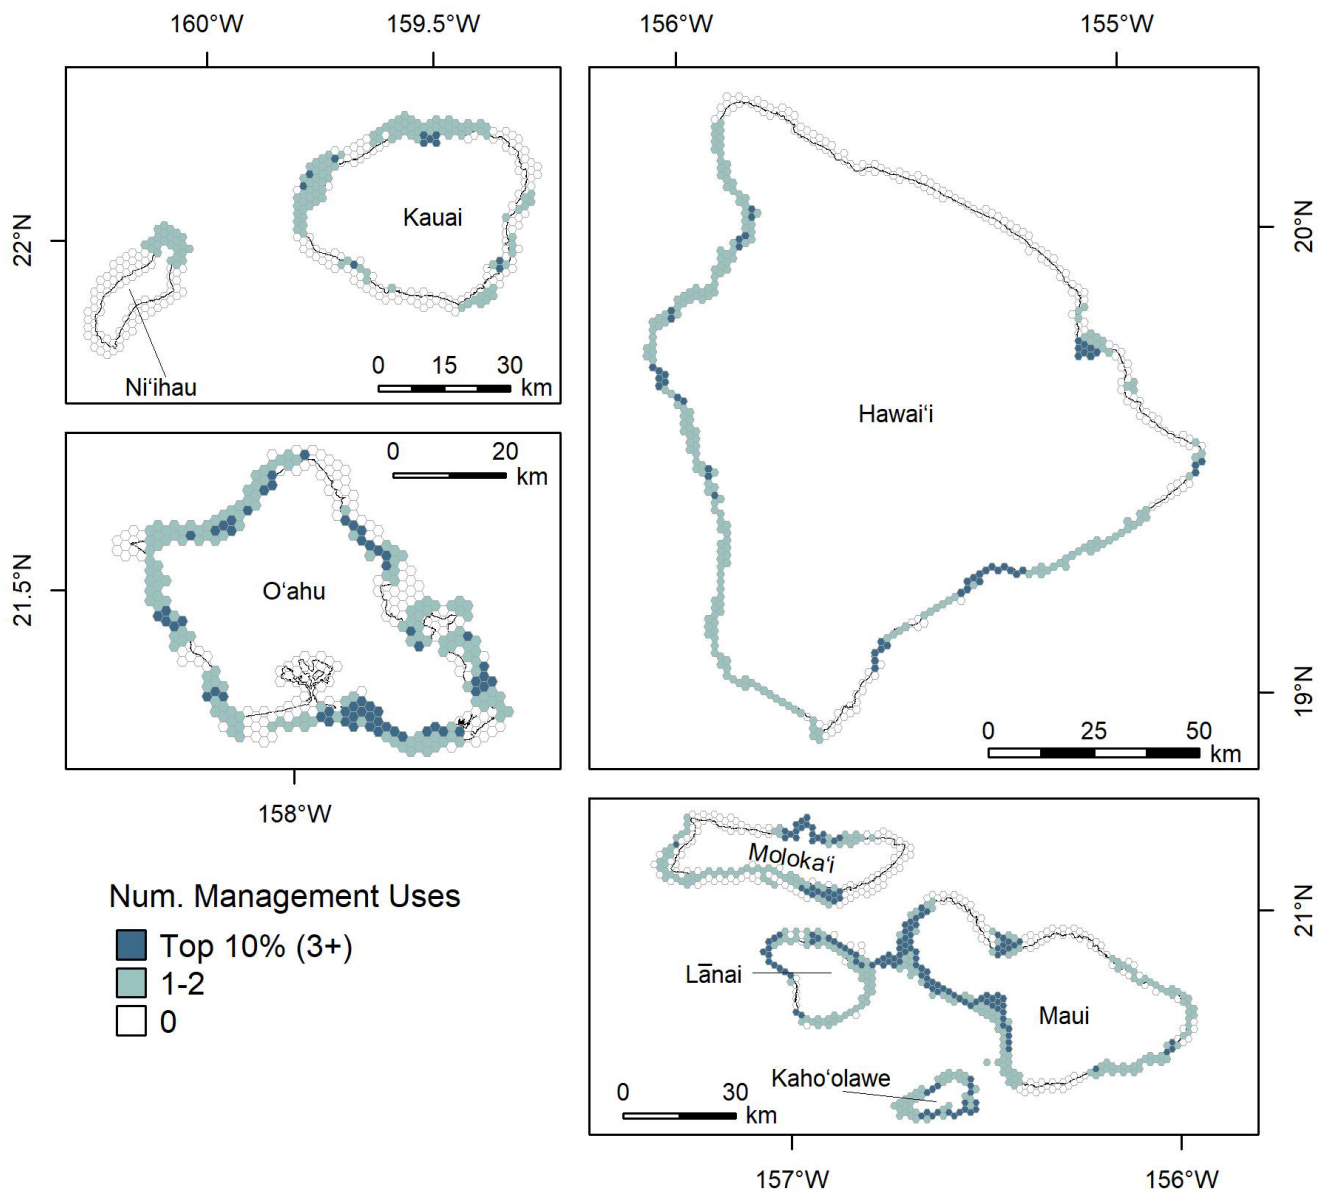 160°W 159.5°W 156°W 155°W
Kauai
22°N
20°N
Ni‘ihau
0 15 30
km
Hawai‘i
0 20
km
21.5°N
O‘ahu
19°N
0 25 50
km
158°W
Moloka‘i
21°N
Lānai
Maui
Kaho‘olawe
0 30
km
157°W 156°W
Num. Management Uses
Top 10% (3+)
1-2
0